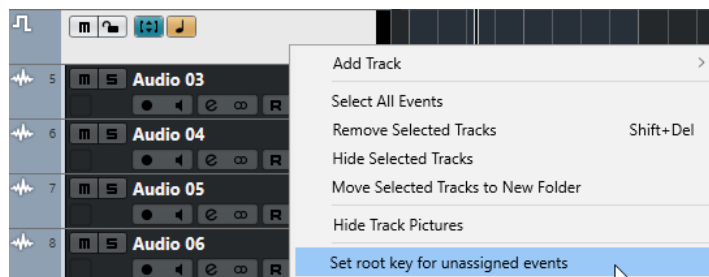 m
Add Track
5 m S Audio 03
e R
Select All Events
Remove Selected Tracks Shift+Del
6 m S Audio 04
e R
Hide Selected Tracks
Move Selected Tracks to New Folder
7 m S Audio 05
e R
Hide Track Pictures
8 m S Audio 06
e R
Set root key for unassigned events